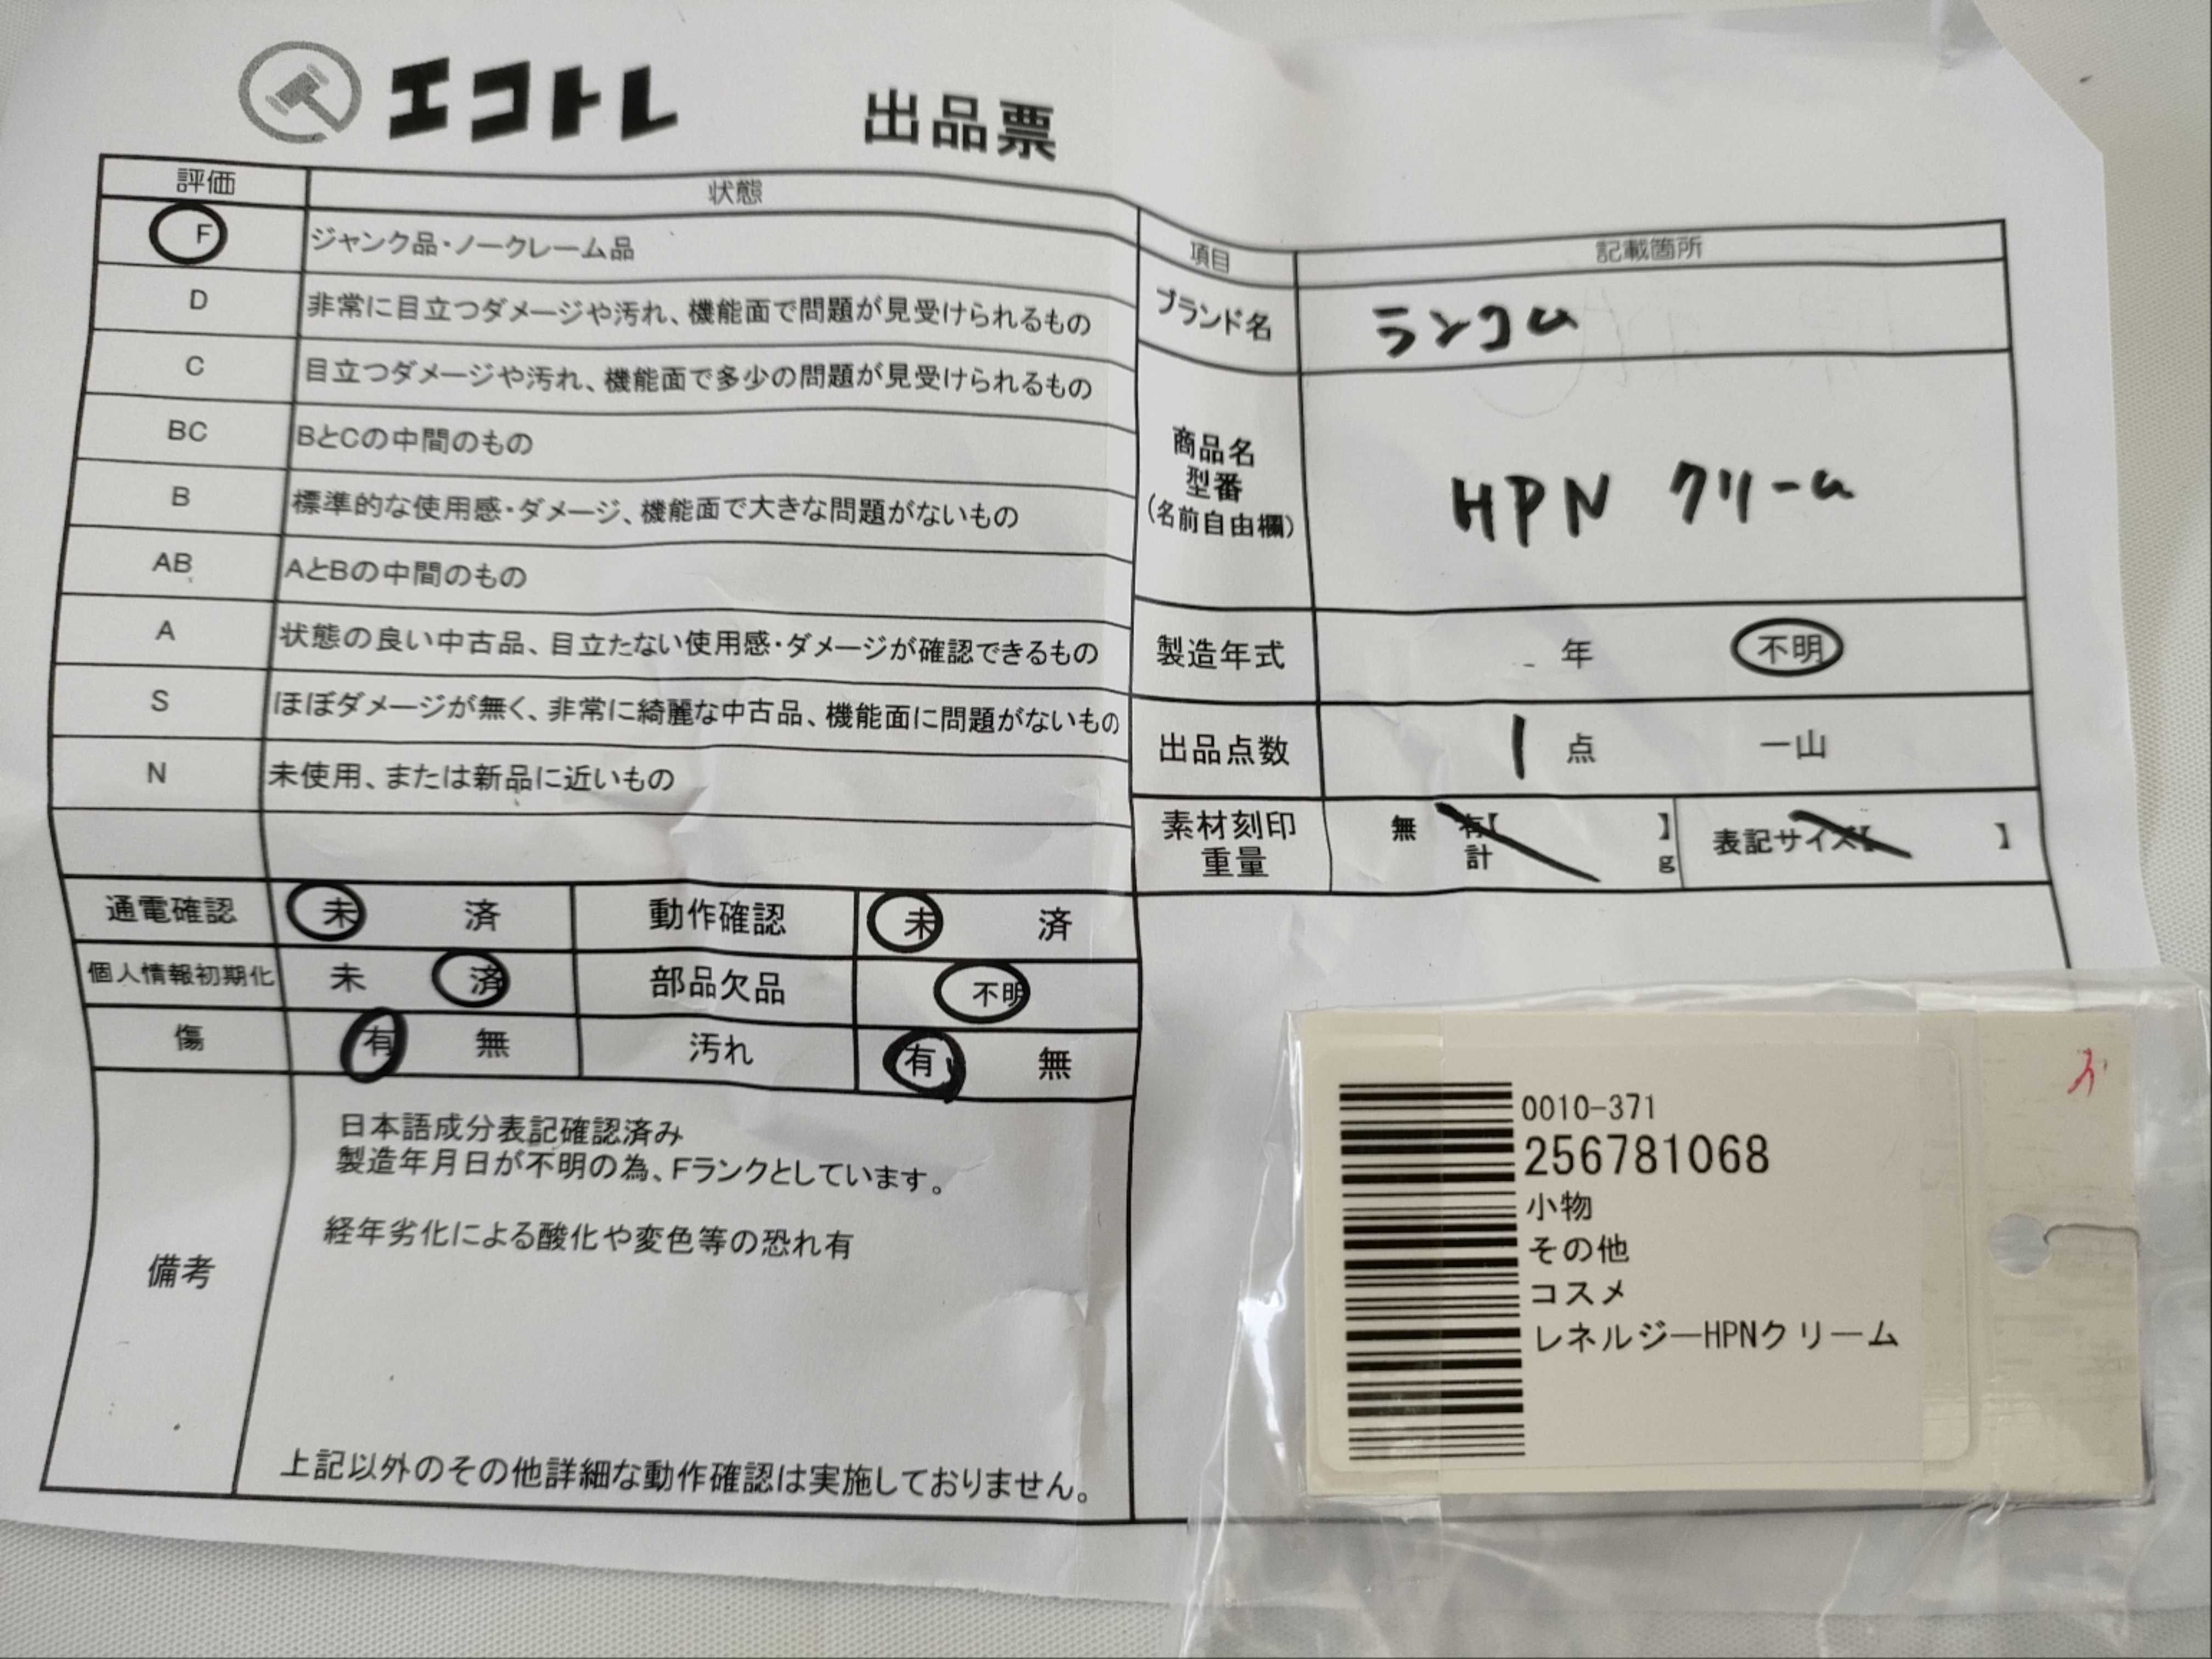 エコトレ 出品票
評価 状態
F ジャンク品・ノークレーム品
D 非常に目立つダメージや汚れ、機能面で問題が見受けられるもの
C 目立つダメージや汚れ、機能面で多少の問題が見受けられるもの
BC BとCの中間のもの
B 標準的な使用感・ダメージ、機能面で大きな問題がないもの
AB AとBの中間のもの
A 状態の良い中古品、目立たない使用感・ダメージが確認できるもの
S ほぼダメージが無く、非常に綺麗な中古品、機能面に問題がないもの
N 未使用、または新品に近いもの
通電確認 未 済 動作確認 未 済
個人情報初期化 未 済 部品欠品 不明
傷 有 無 汚れ 有 無
備考
日本語成分表記確認済み
製造年月日が不明の為、Fランクとしています。
経年劣化による酸化や変色等の恐れ有
上記以外のその他詳細な動作確認は実施しておりません。
項目 記載箇所
ブランド名 ランコム
商品名
型番
(名前自由欄)
HPN クリーム
製造年式 年 不明
出品点数 1 点 一山
素材刻印 無 有【 】 表記サイズ【 】
重量 計 g
0010-371
256781068
小物
その他
コスメ
レネルジーHPNクリーム